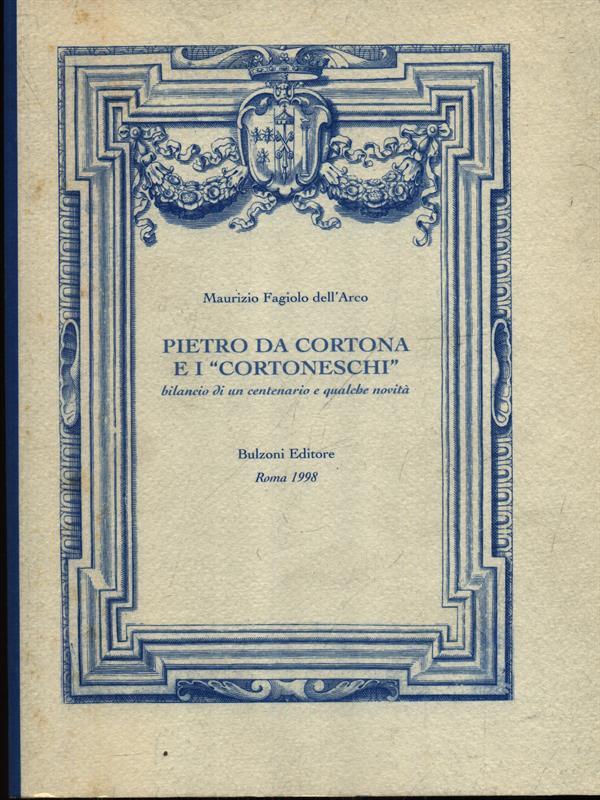 Maurizio Fagiolo dell'Arco
PIETRO DA CORTONA
E I “CORTONESCHI”
bilancio di un centenario e qualche novità
Bulzoni Editore
Roma 1998